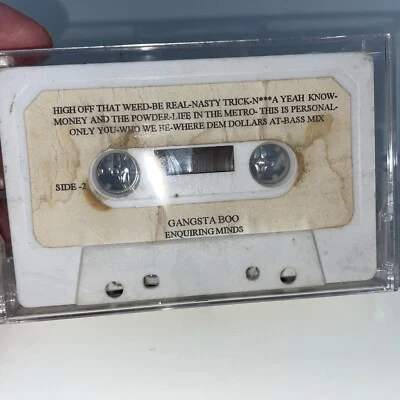 HIGH OFF THAT WEED-BE REAL-NASTY TRICK-N***A YEAH KNOW-
MONEY AND THE POWDER-LIFE IN THE METRO- THIS IS PERSONAL-
ONLY YOU-WHO WE BE-WHERE DEM DOLLARS AT-BASS MIX
SIDE -2
GANGSTA BOO
ENQUIRING MINDS